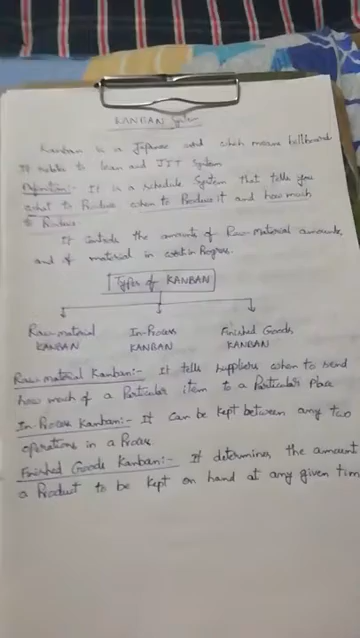 KANBAN System
Kanban is a Japanese word which means billboard
It relates to lean and JIT System
Definition:- It is a schedule System that tells you
what to Produce when to Produce it and how much
to Produce
It controls the amounts of Raw-Material amounts,
and of material in work in Progress.
Types of KANBAN
Raw-material In-Process Finished Goods
KANBAN KANBAN KANBAN
Raw-material Kanban:- It tells suppliers when to send
how much of a Particular item to a Particular Place
In-Process Kanban:- It can be kept between any two
operations in a Process
Finished Goods Kanban:- It determines the amount
a Product to be kept on hand at any given tim